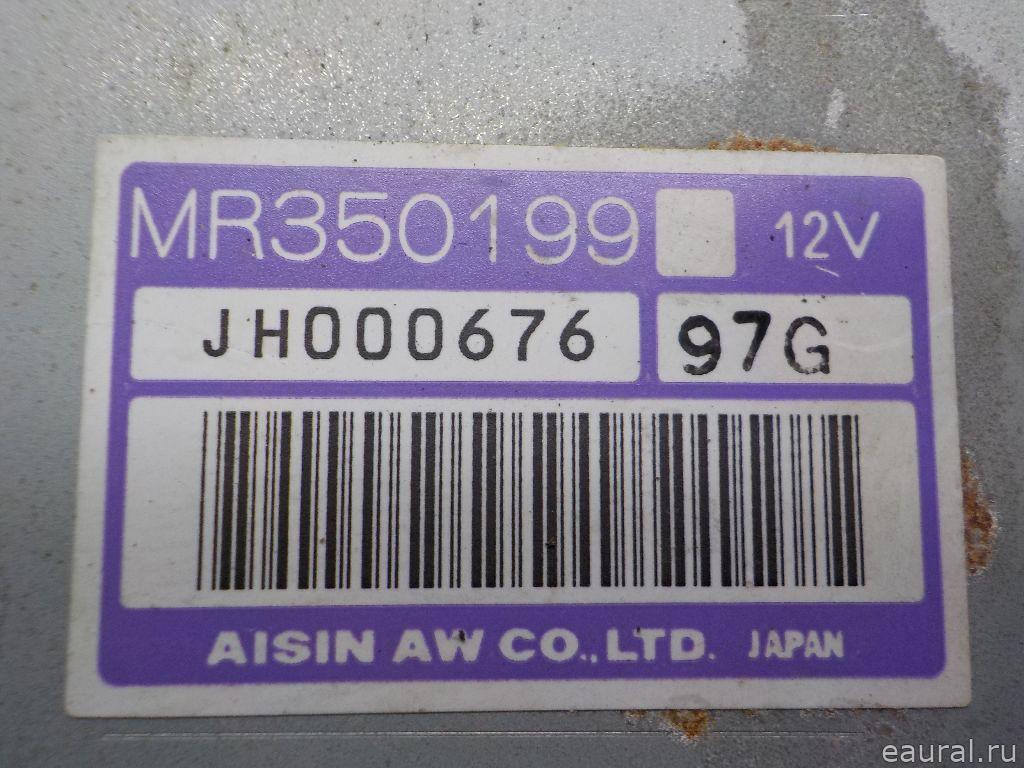 MR350199 12V
JH000676 97G
AISIN AW CO.,LTD. JAPAN
eaural.ru